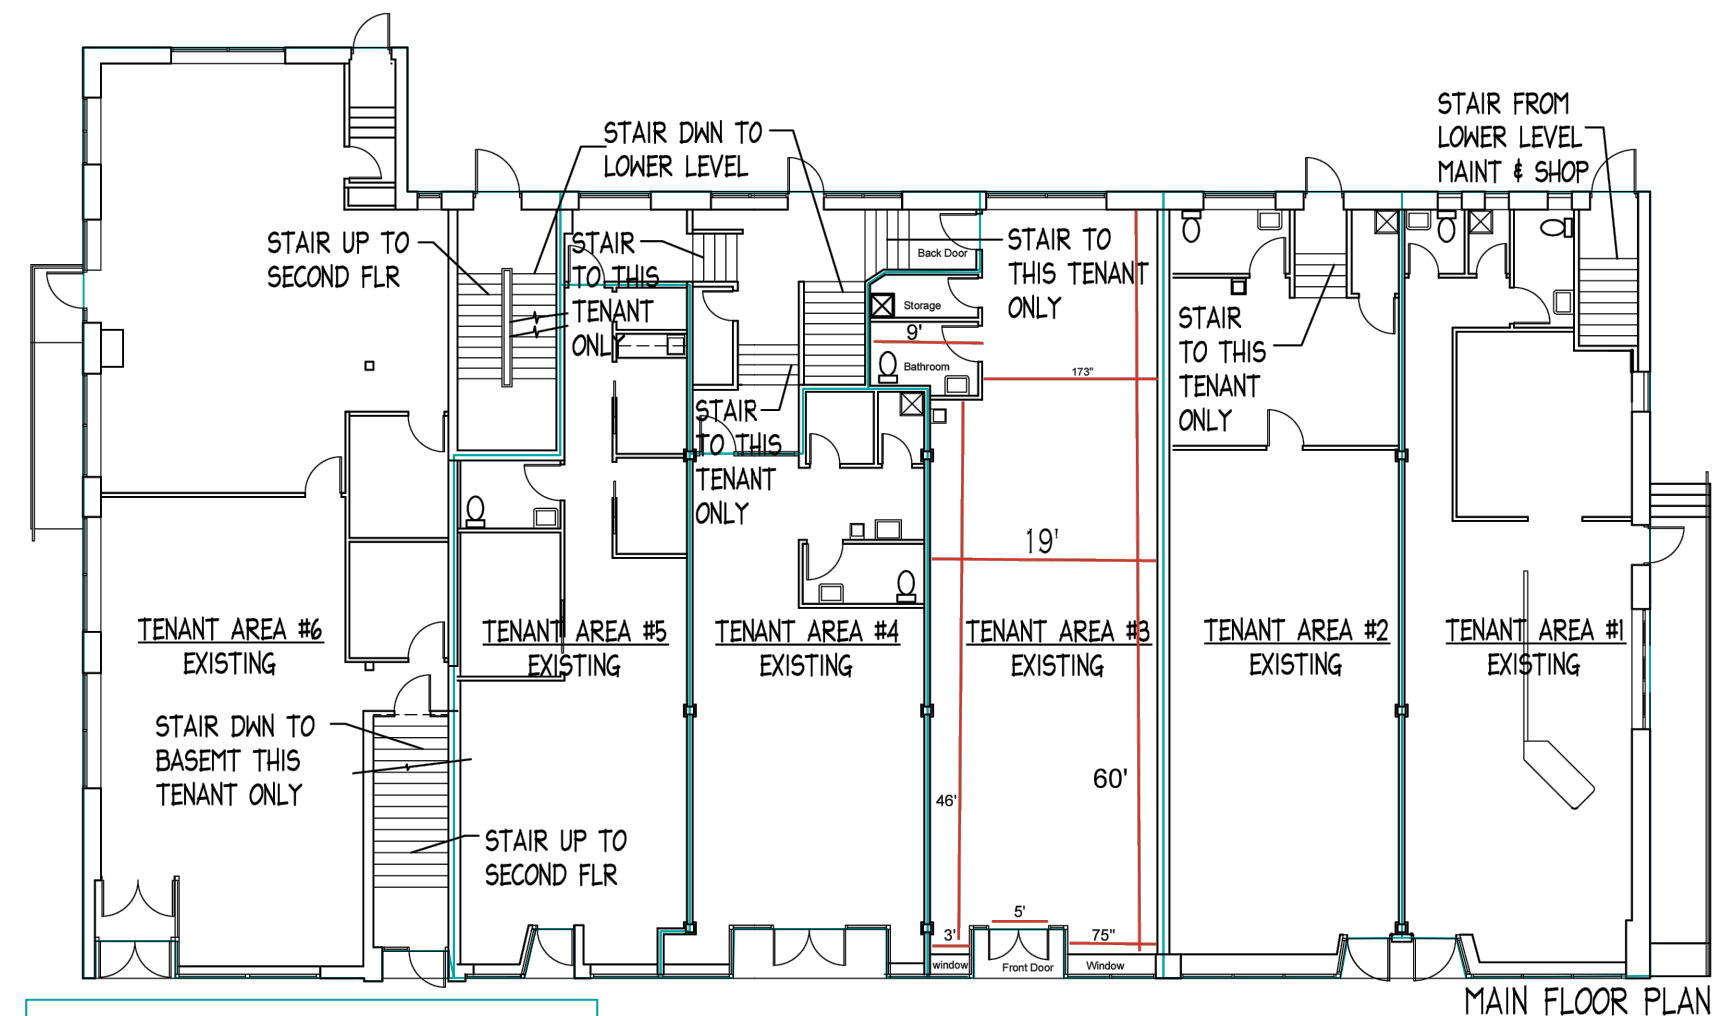 STAIR FROM
LOWER LEVEL
MAINT & SHOP
STAIR DWN TO
LOWER LEVEL
STAIR UP TO
SECOND FLR
STAIR
TO THIS
TENANT
ONLY
Back Door
STAIR TO
THIS TENANT
ONLY
Storage
9'
Bathroom
173"
STAIR
TO THIS
TENANT
ONLY
STAIR
TO THIS
TENANT
ONLY
19'
TENANT AREA #6
EXISTING
TENANT AREA #5
EXISTING
TENANT AREA #4
EXISTING
TENANT AREA #3
EXISTING
TENANT AREA #2
EXISTING
TENANT AREA #1
EXISTING
STAIR DWN TO
BASEMT THIS
TENANT ONLY
60'
46'
STAIR UP TO
SECOND FLR
5'
3'
75"
window
Front Door
Window
MAIN FLOOR PLAN